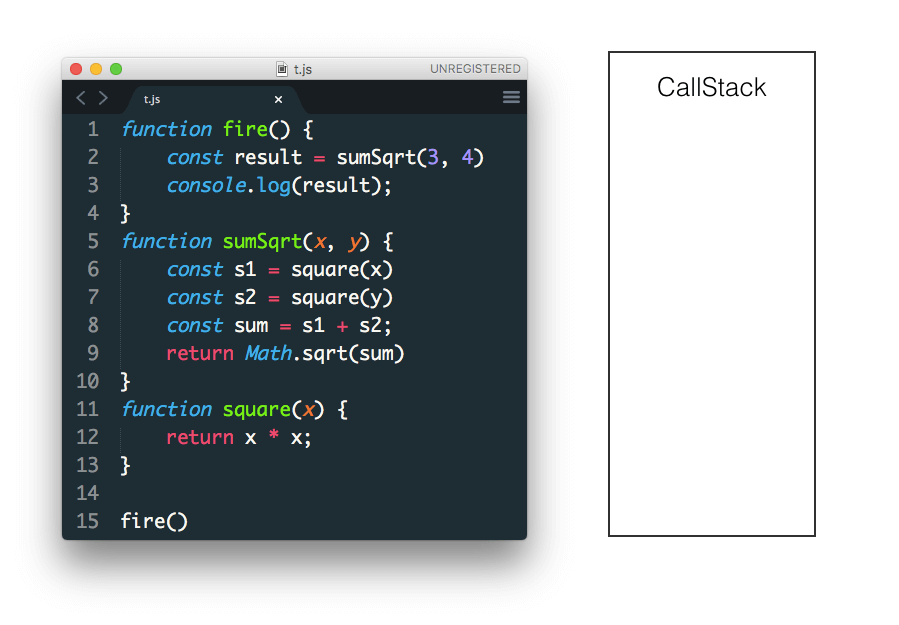 t.js
UNREGISTERED
t.js
1 function fire() {
2     const result = sumSqrt(3, 4)
3     console.log(result);
4 }
5 function sumSqrt(x, y) {
6     const s1 = square(x)
7     const s2 = square(y)
8     const sum = s1 + s2;
9     return Math.sqrt(sum)
10 }
11 function square(x) {
12     return x * x;
13 }
14
15 fire()
CallStack